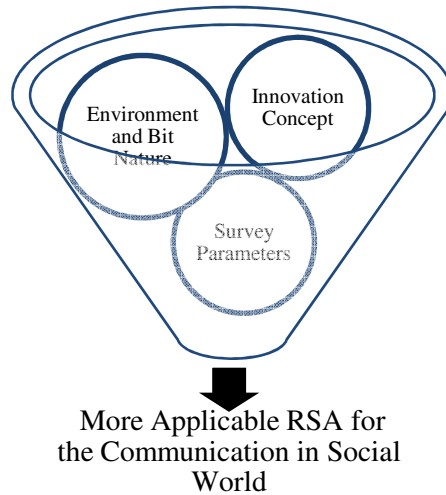 Environment
and Bit
Nature
Innovation
Concept
Survey
Parameters
More Applicable RSA for
the Communication in Social
World